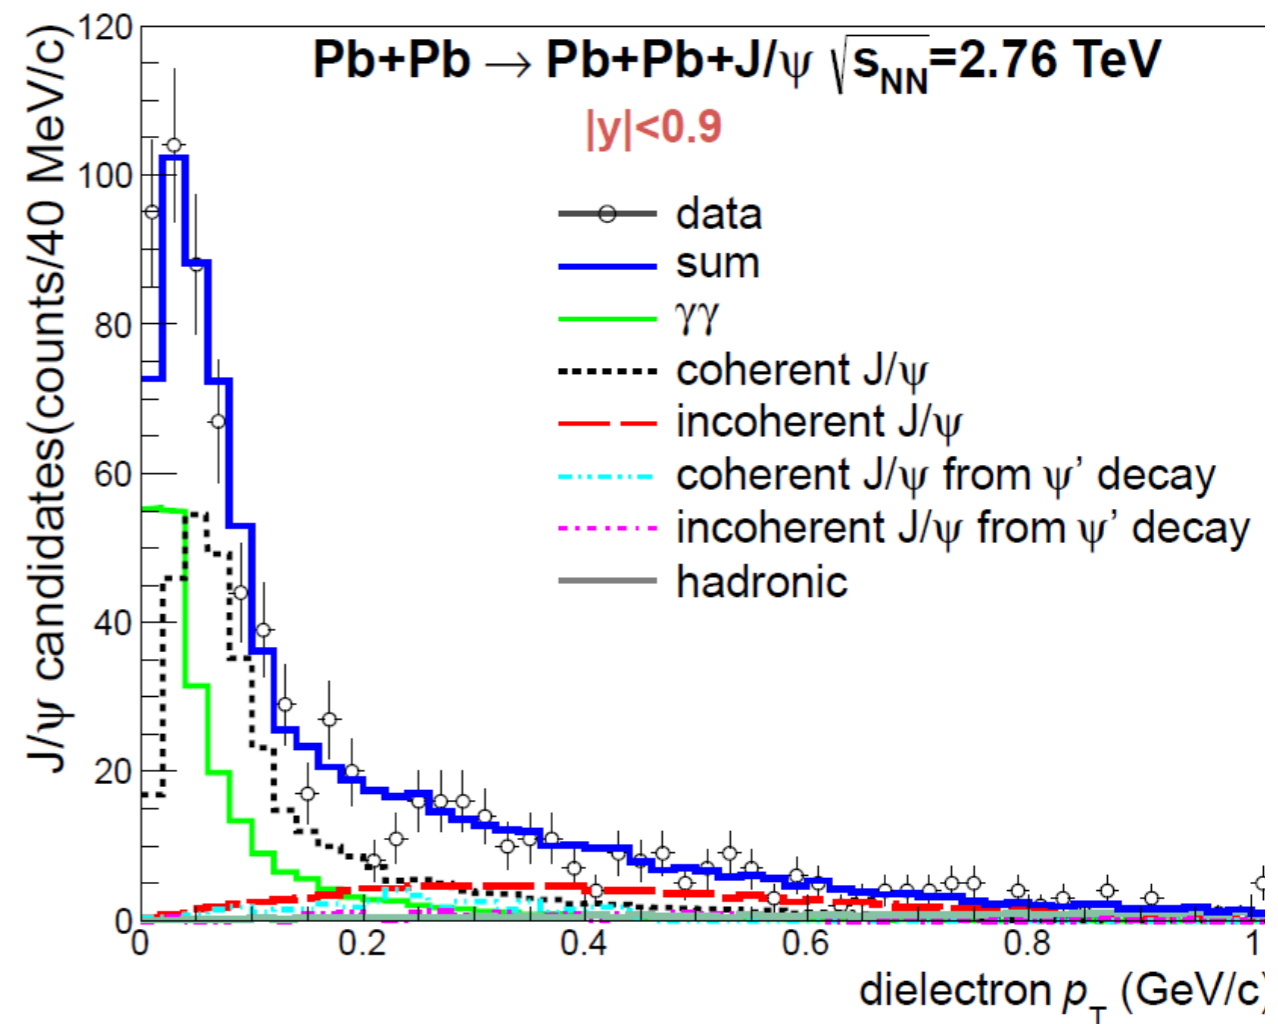 Pb+Pb → Pb+Pb+J/ψ √sNN=2.76 TeV
|y|<0.9
data
sum
γγ
coherent J/ψ
incoherent J/ψ
coherent J/ψ from ψ’ decay
incoherent J/ψ from ψ’ decay
hadronic
J/ψ candidates(counts/40 MeV/c)
120
100
80
60
40
20
0
0 0.2 0.4 0.6 0.8 1
dielectron pT (GeV/c)